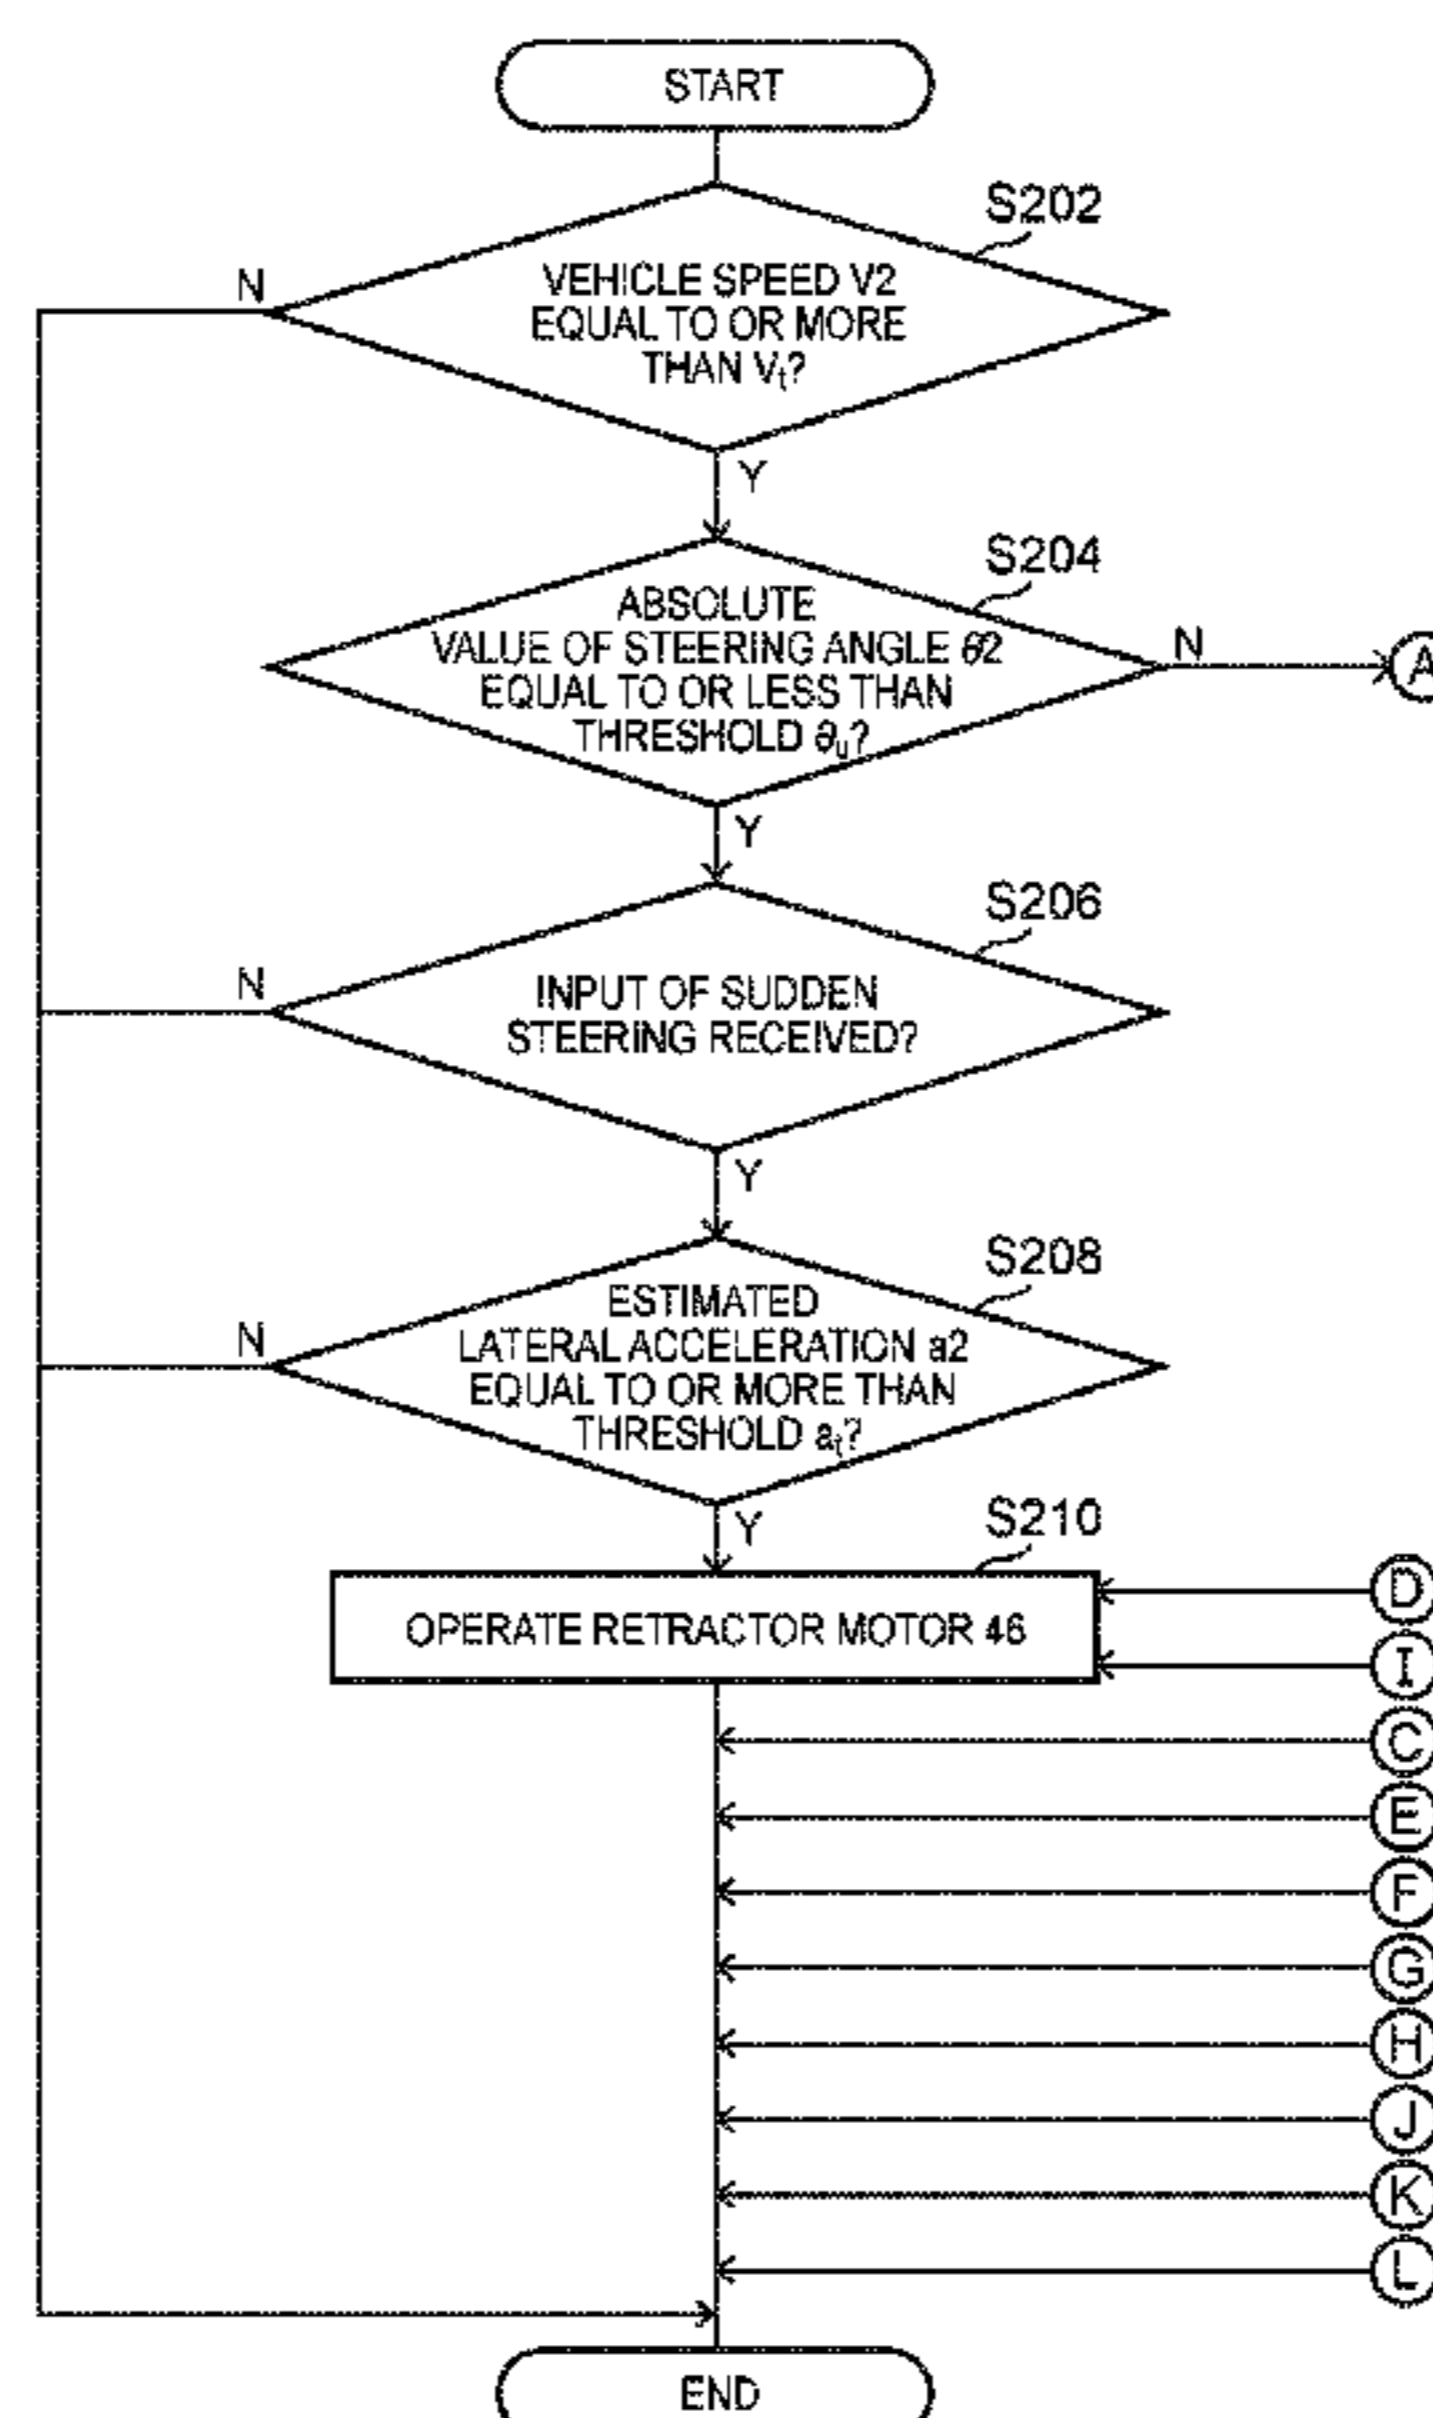 START
S202
N
VEHICLE SPEED V2
EQUAL TO OR MORE
THAN Vt?
Y
S204
ABSOLUTE
VALUE OF STEERING ANGLE θ2
EQUAL TO OR LESS THAN
THRESHOLD θu?
N
A
Y
S206
N
INPUT OF SUDDEN
STEERING RECEIVED?
Y
S208
N
ESTIMATED
LATERAL ACCELERATION a2
EQUAL TO OR MORE THAN
THRESHOLD at?
Y
S210
OPERATE RETRACTOR MOTOR 46
D
I
C
E
F
G
H
J
K
L
END